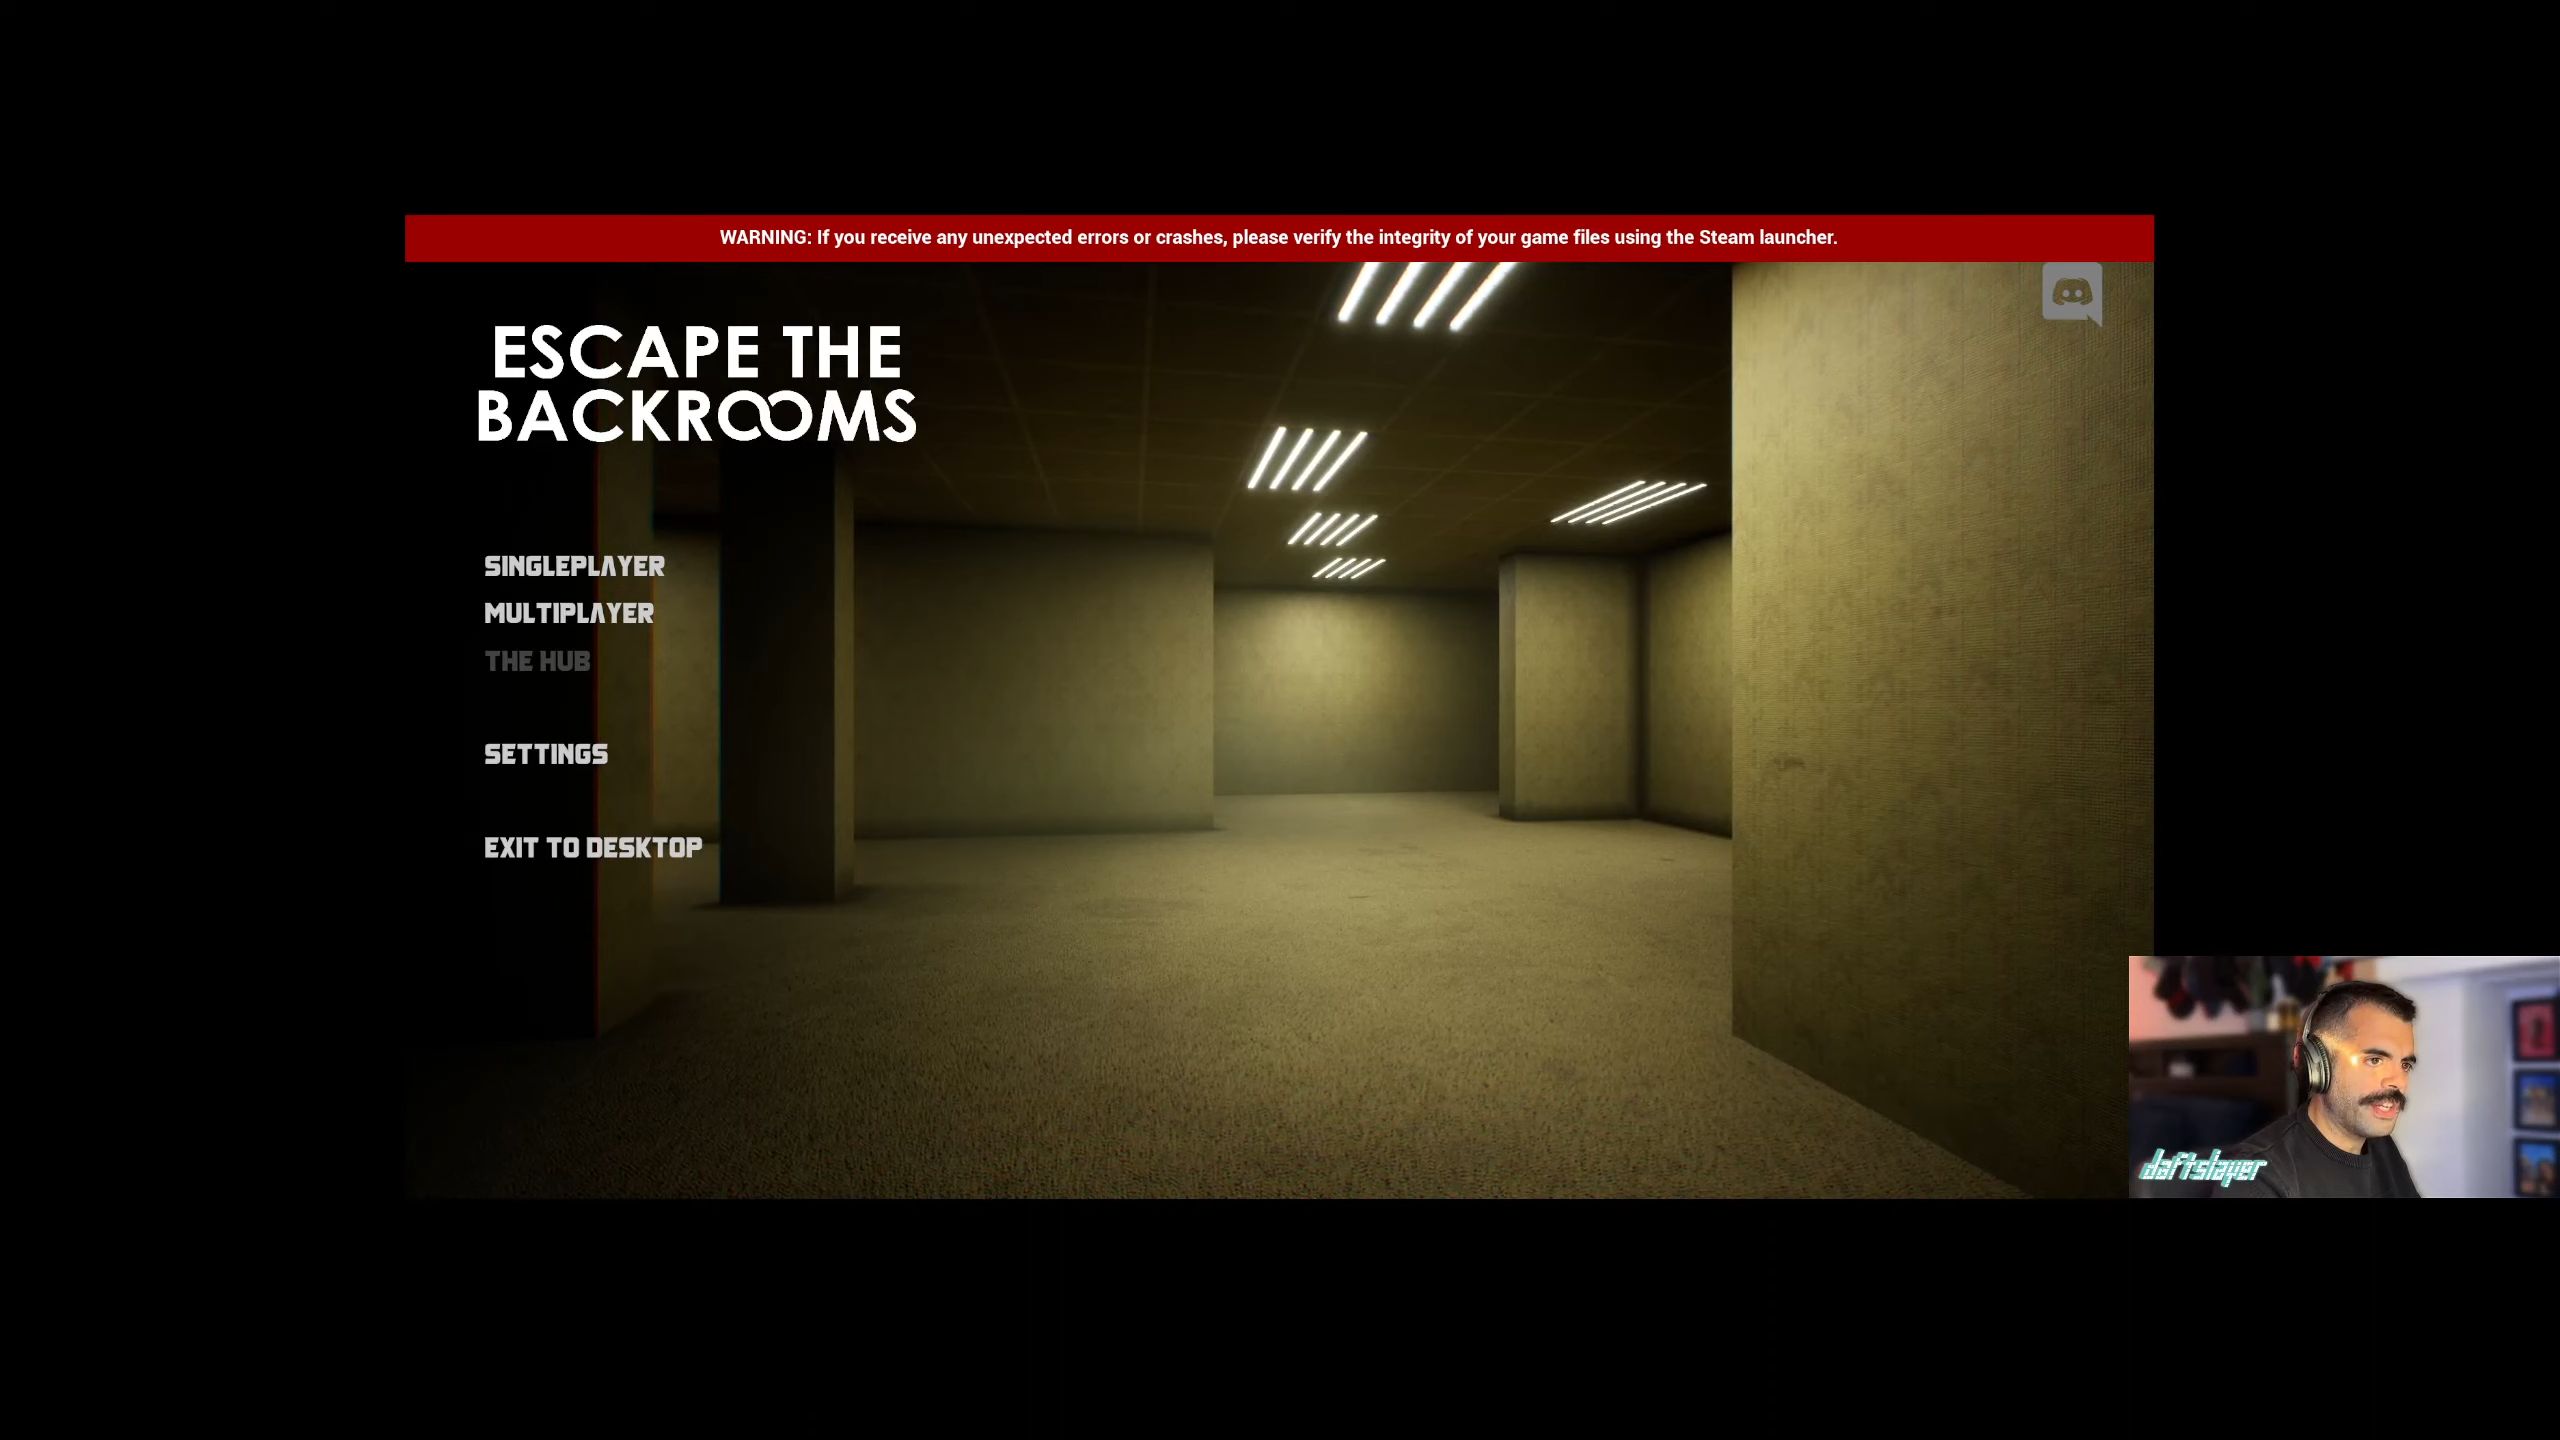 WARNING: If you receive any unexpected errors or crashes, please verify the integrity of your game files using the Steam launcher.
ESCAPE THE
BACKROOMS
SINGLEPLAYER
MULTIPLAYER
THE HUB
SETTINGS
EXIT TO DESKTOP
daftslayer